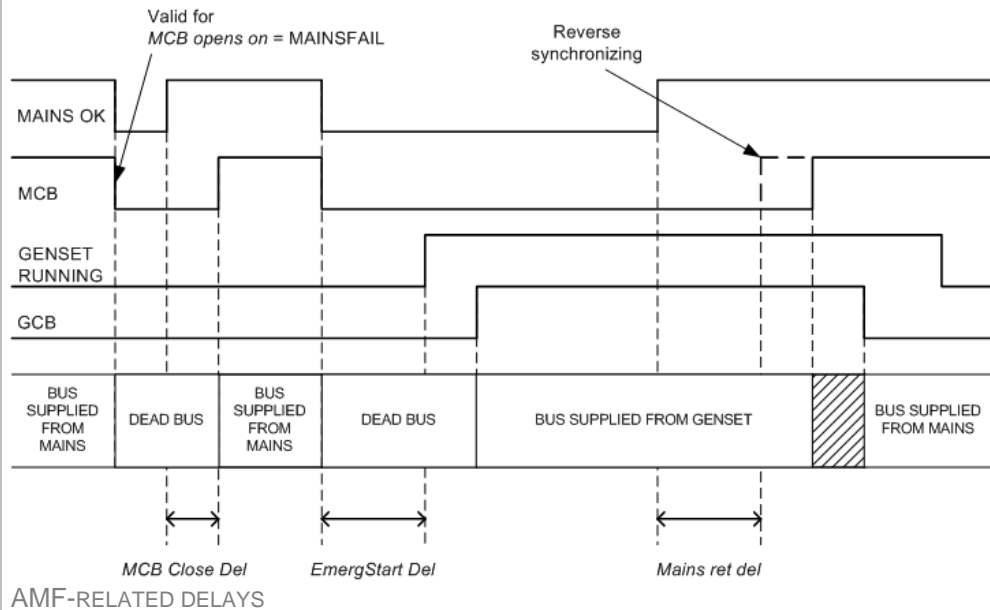 Valid for
MCB opens on = MAINSFAIL
Reverse
synchronizing
MAINS OK
MCB
GENSET
RUNNING
GCB
BUS
SUPPLIED
FROM
MAINS
DEAD BUS
BUS
SUPPLIED
FROM
MAINS
DEAD BUS
BUS SUPPLIED FROM GENSET
BUS SUPPLIED
FROM MAINS
MCB Close Del
EmergStart Del
Mains ret del
AMF-RELATED DELAYS